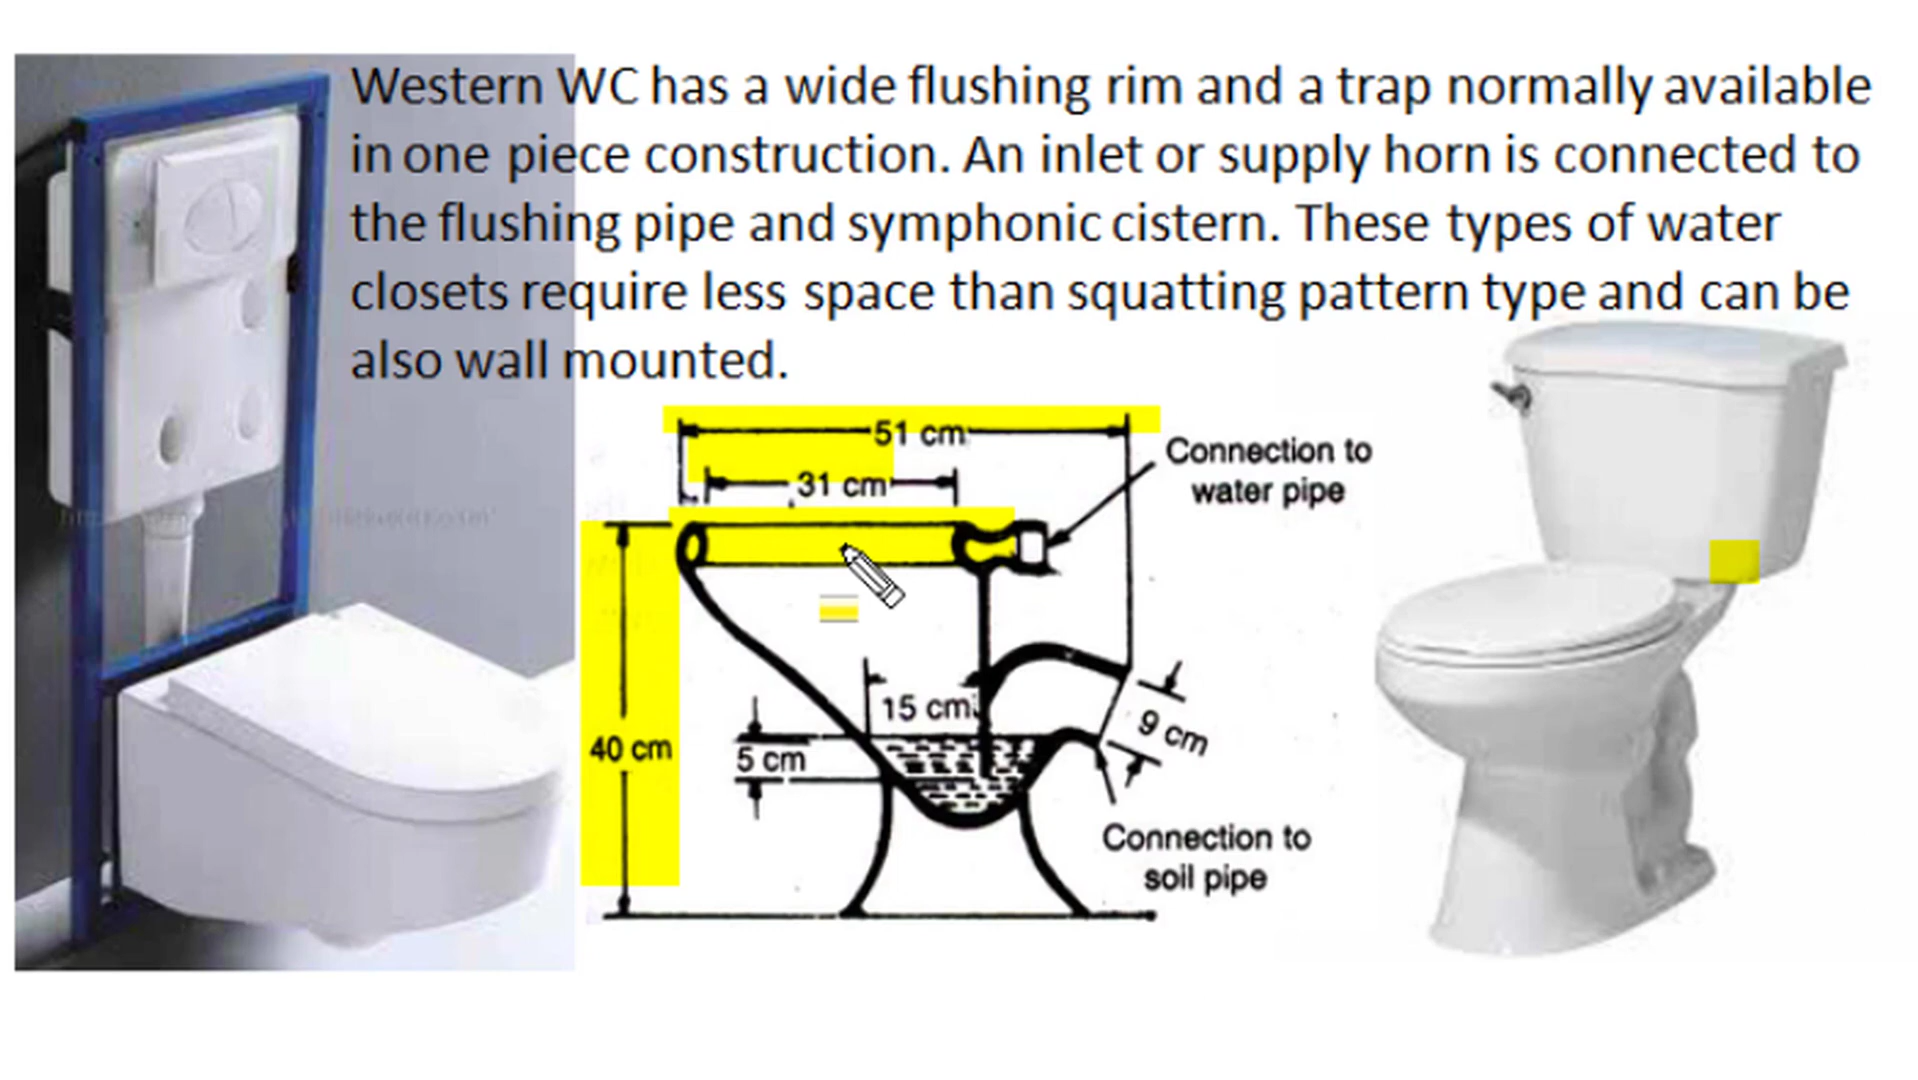 Western WC has a wide flushing rim and a trap normally available
in one piece construction. An inlet or supply horn is connected to
the flushing pipe and symphonic cistern. These types of water
closets require less space than squatting pattern type and can be
also wall mounted.
51 cm
31 cm
Connection to
water pipe
15 cm
9 cm
40 cm
5 cm
Connection to
soil pipe